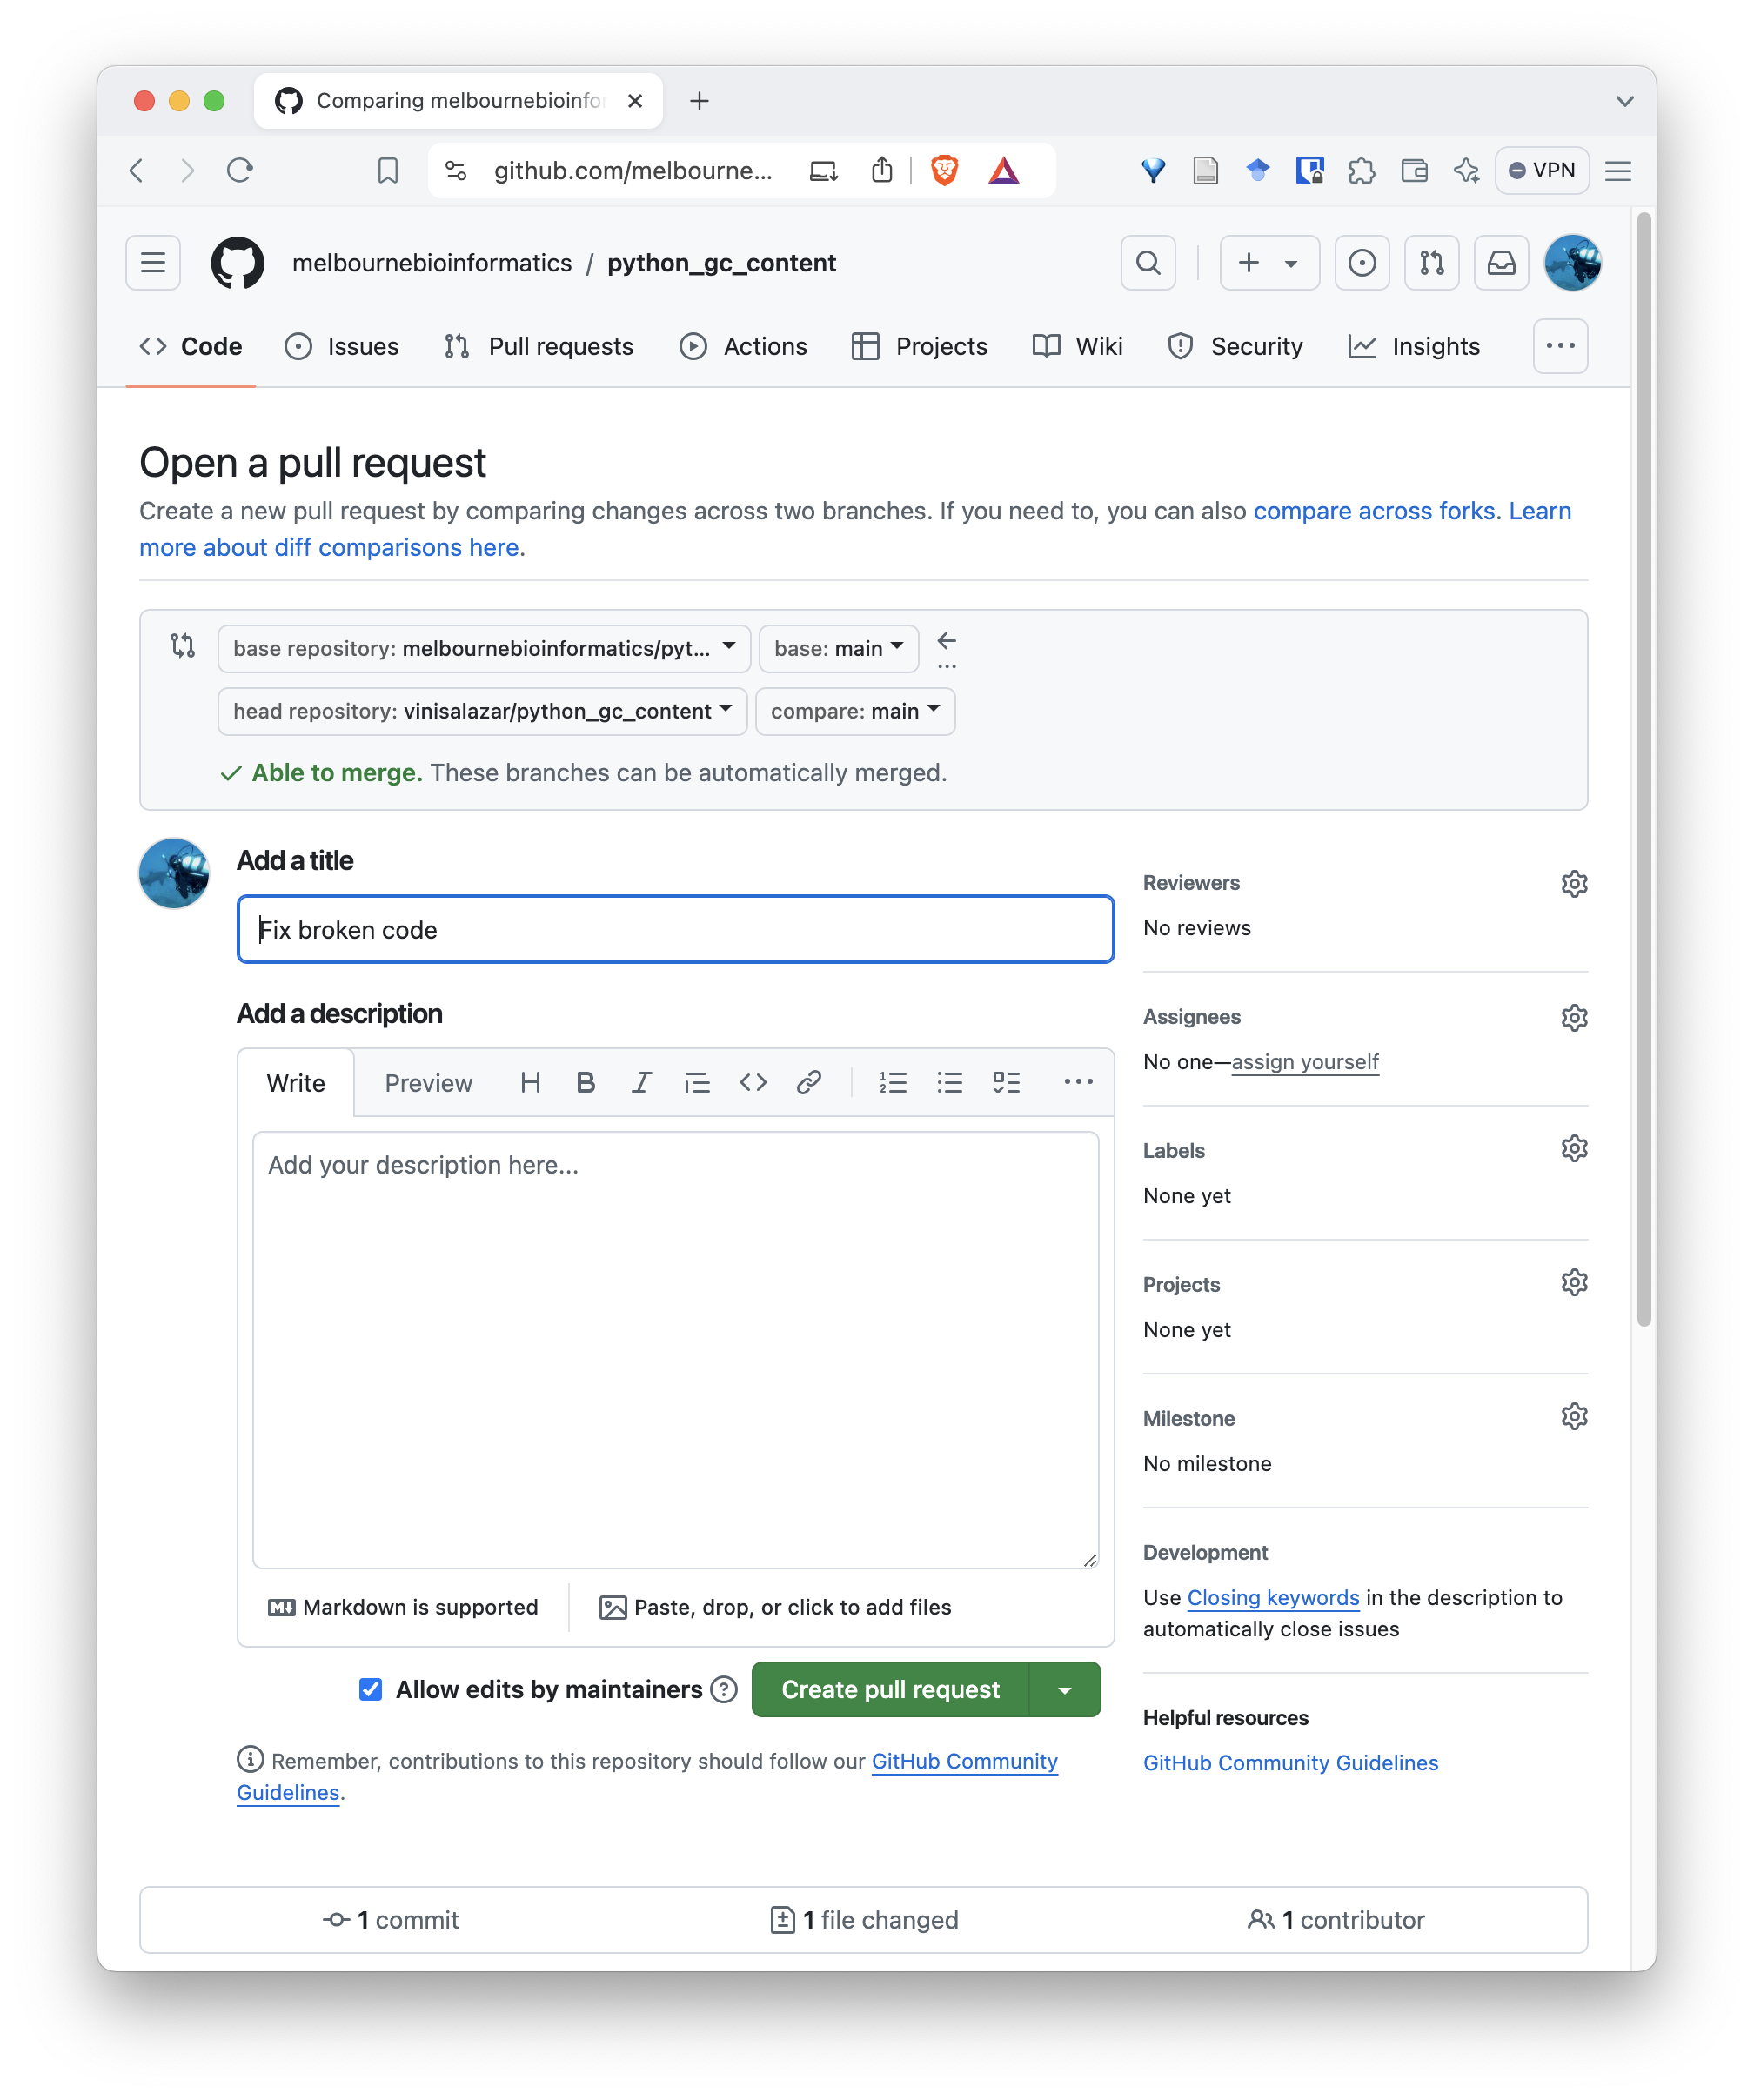 Comparing melbournebioinfo
github.com/melbourne...
VPN
melbournebioinformatics / python_gc_content
Code Issues Pull requests Actions Projects Wiki Security Insights
Open a pull request
Create a new pull request by comparing changes across two branches. If you need to, you can also compare across forks. Learn
more about diff comparisons here.
base repository: melbournebioinformatics/pyt... base: main
...
head repository: vinisalazar/python_gc_content compare: main
Able to merge. These branches can be automatically merged.
Add a title
Fix broken code
Add a description
Write Preview H B I
Add your description here...
Markdown is supported Paste, drop, or click to add files
Allow edits by maintainers Create pull request
Remember, contributions to this repository should follow our GitHub Community
Guidelines.
Reviewers
No reviews
Assignees
No one—assign yourself
Labels
None yet
Projects
None yet
Milestone
No milestone
Development
Use Closing keywords in the description to
automatically close issues
Helpful resources
GitHub Community Guidelines
1 commit 1 file changed 1 contributor